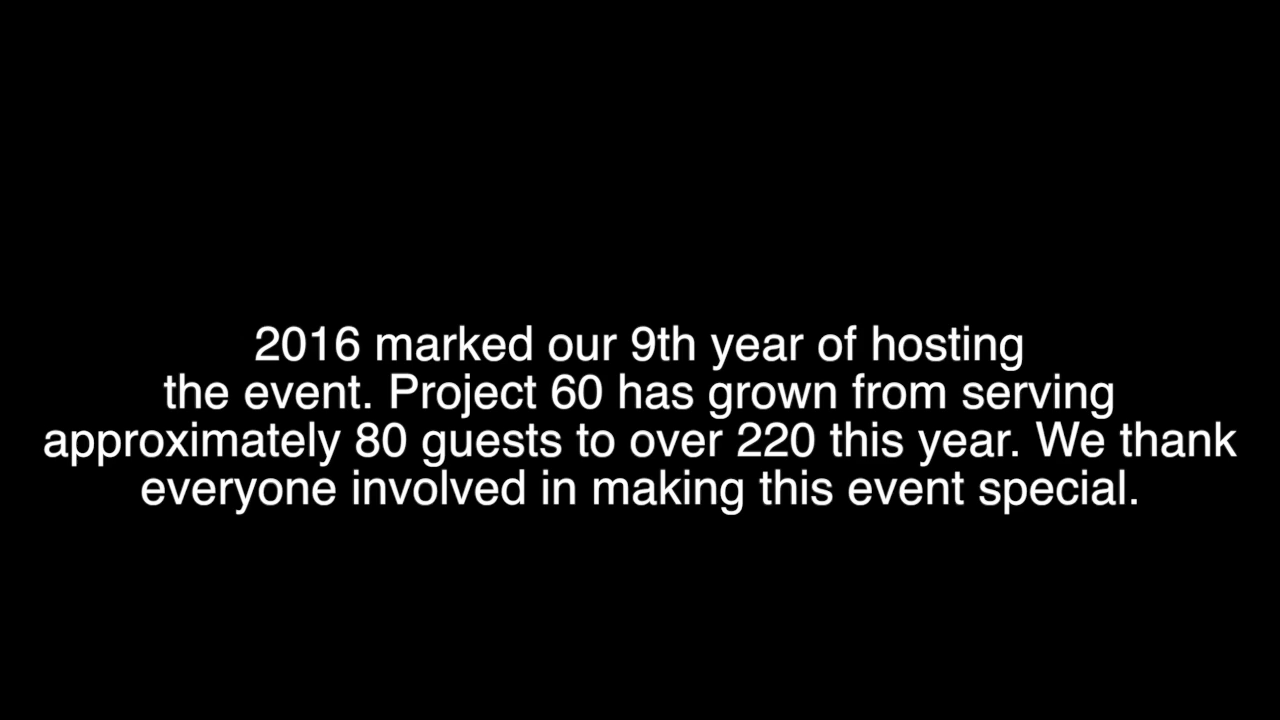 2016 marked our 9th year of hosting
the event. Project 60 has grown from serving
approximately 80 guests to over 220 this year. We thank
everyone involved in making this event special.